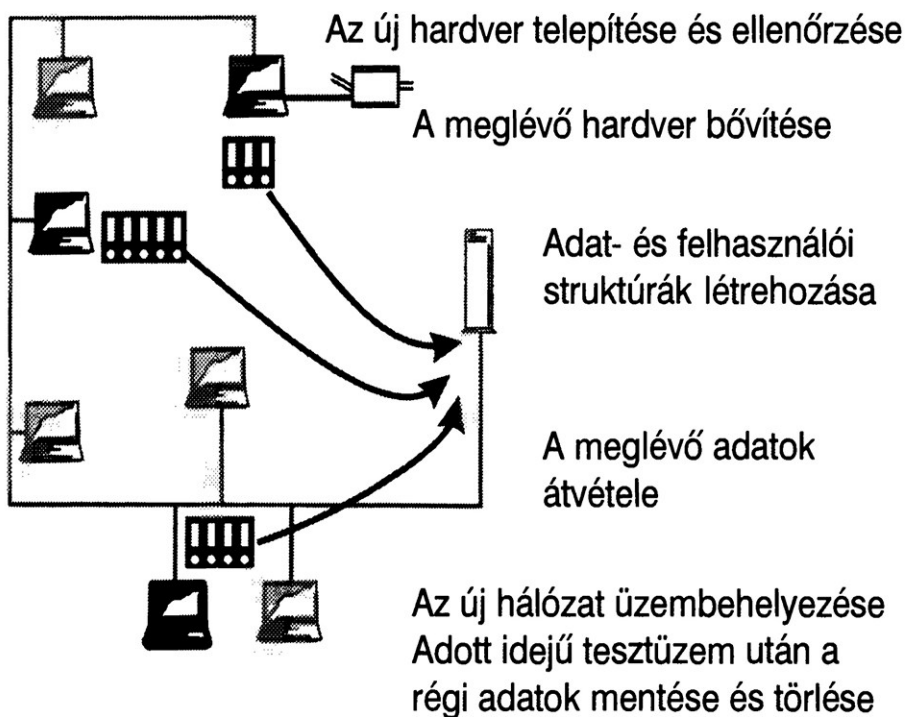 Az új hardver telepítése és ellenőrzése
A meglévő hardver bővítése
Adat- és felhasználói
struktúrák létrehozása
A meglévő adatok
átvétele
Az új hálózat üzembehelyezése
Adott idejű tesztüzem után a
régi adatok mentése és törlése